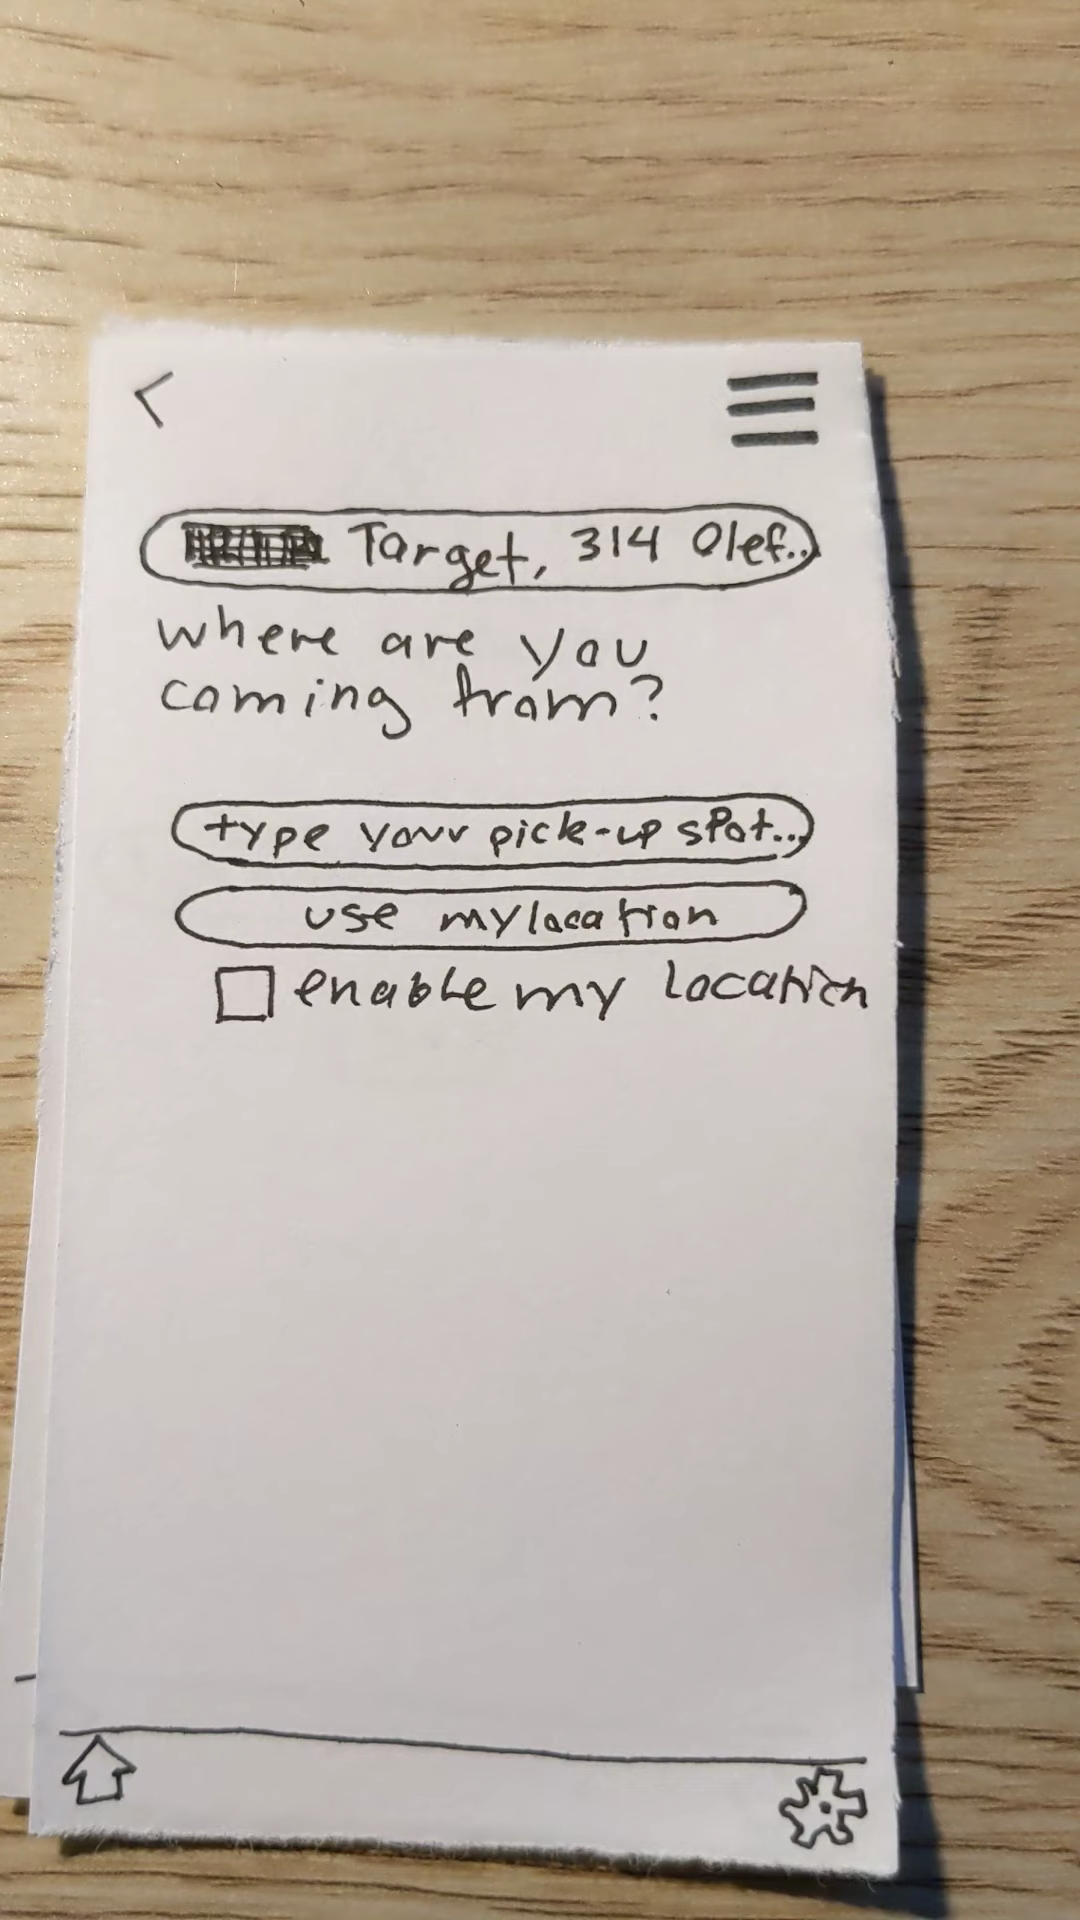 Target, 314 Olef..
where are you
coming from?
type your pick-up spot...
use my location
enable my location